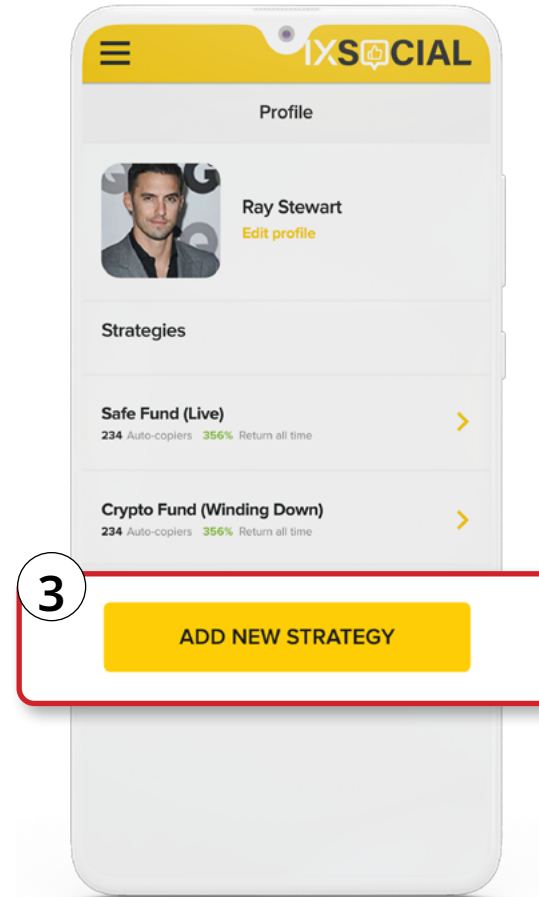 IXSOCIAL
Profile
Ray Stewart
Edit profile
Strategies
Safe Fund (Live)
234 Auto-copiers 356% Return all time
Crypto Fund (Winding Down)
234 Auto-copiers 356% Return all time
3
ADD NEW STRATEGY